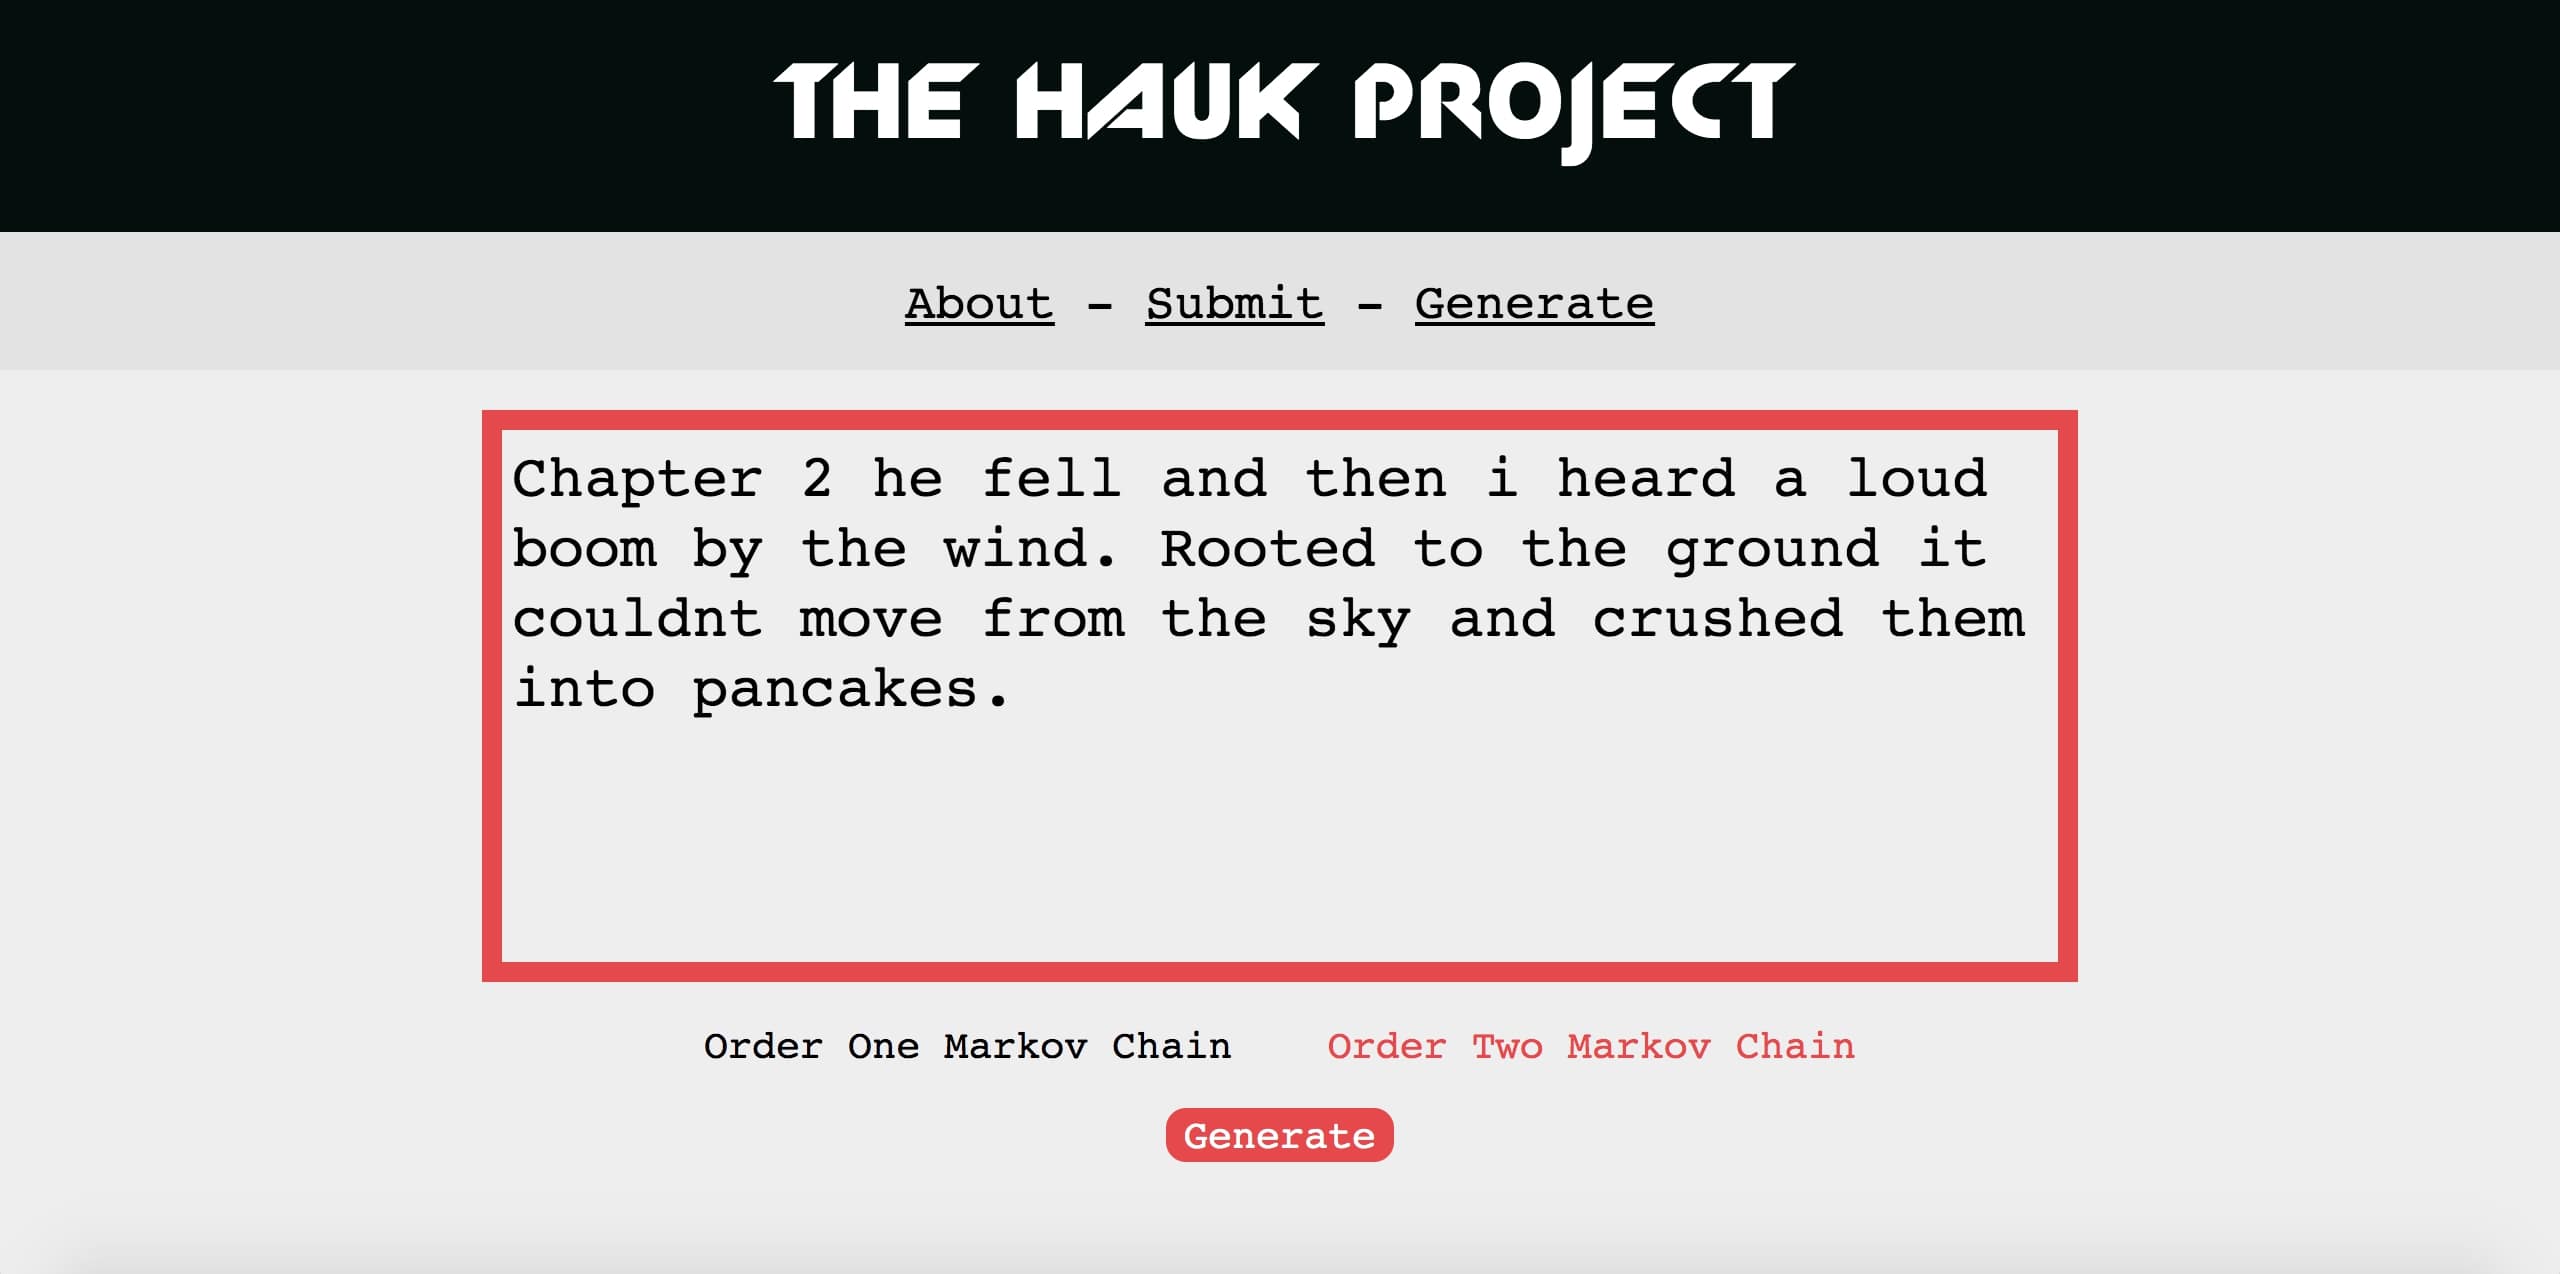 THE HAUK PROJECT
About - Submit - Generate
Chapter 2 he fell and then i heard a loud
boom by the wind. Rooted to the ground it
couldnt move from the sky and crushed them
into pancakes.
Order One Markov Chain Order Two Markov Chain
Generate